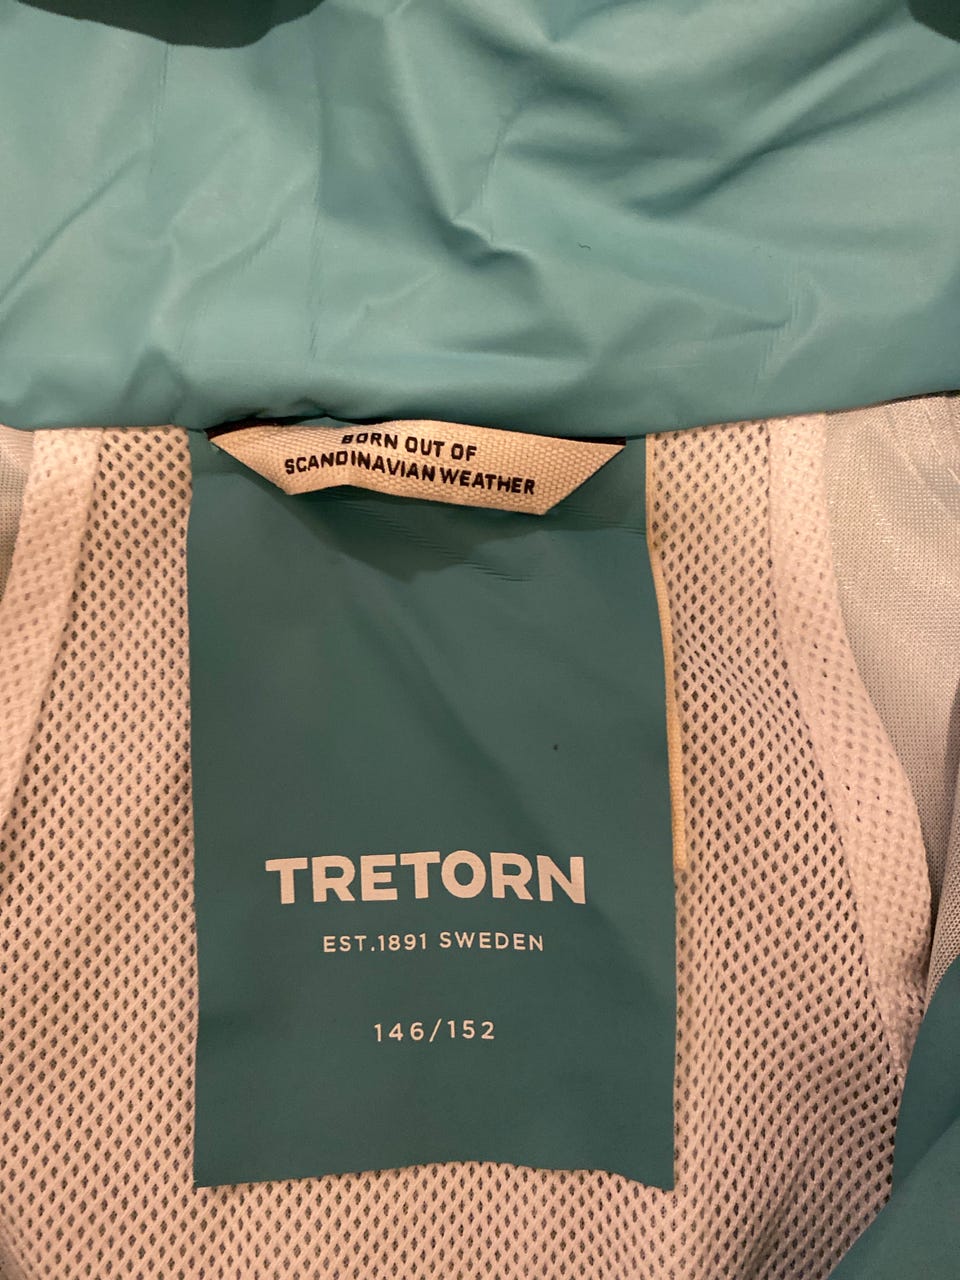 BORN OUT OF
SCANDINAVIAN WEATHER
TRETORN
EST.1891 SWEDEN
146/152